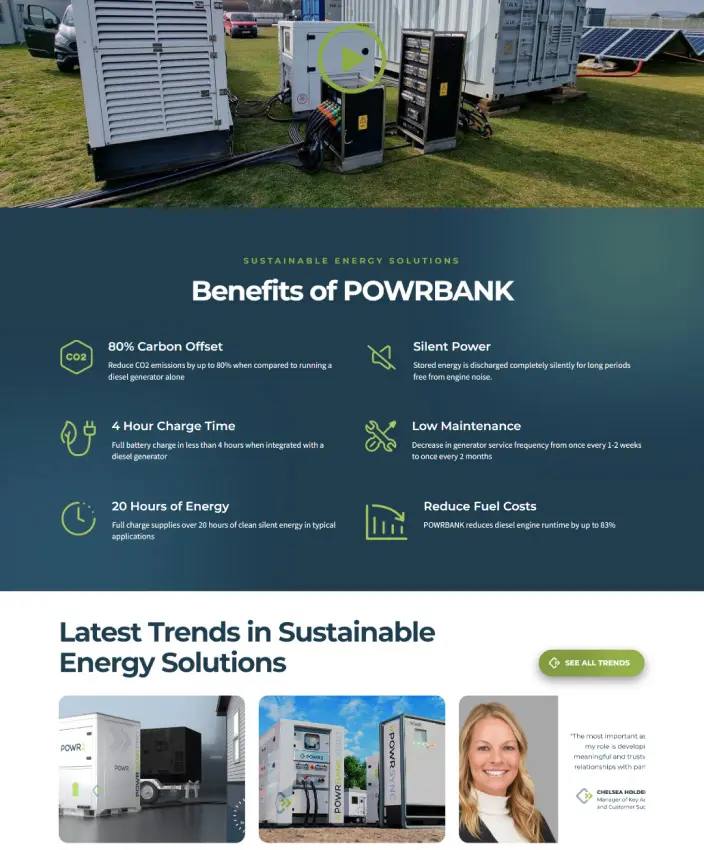 SUSTAINABLE ENERGY SOLUTIONS
Benefits of POWRBANK
CO2
80% Carbon Offset
Reduce CO2 emissions by up to 80% when compared to running a
diesel generator alone
Silent Power
Stored energy is discharged completely silently for long periods
free from engine noise.
4 Hour Charge Time
Full battery charge in less than 4 hours when integrated with a
diesel generator
Low Maintenance
Decrease in generator service frequency from once every 1-2 weeks
to once every 2 months
20 Hours of Energy
Full charge supplies over 20 hours of clean silent energy in typical
applications
Reduce Fuel Costs
POWRBANK reduces diesel engine runtime by up to 83%
Latest Trends in Sustainable
Energy Solutions
SEE ALL TRENDS
POWR
POWR
POWRBANK
POWRSYNC
"The most important as
my role is developi
meaningful and trust
relationships with par
CHELSEA HOLDE
Manager of Key A
and Customer Suc